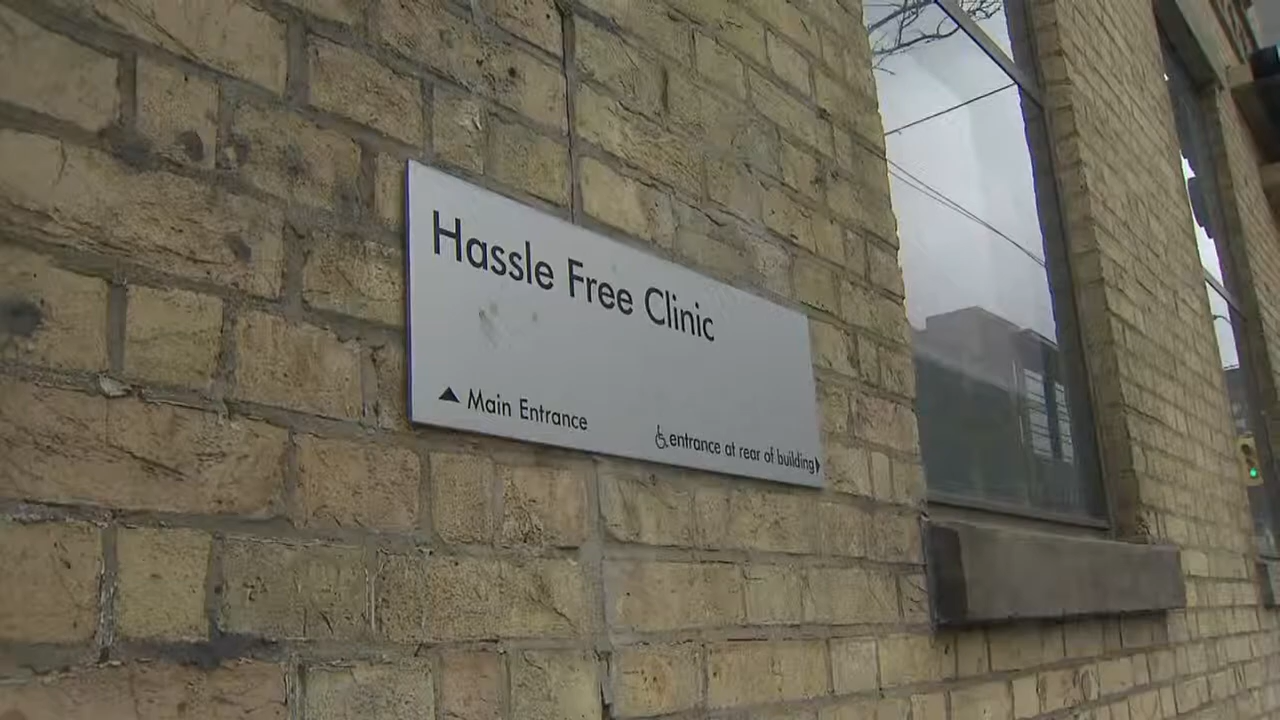 Hassle Free Clinic
▲ Main Entrance
♿ entrance at rear of building ▶